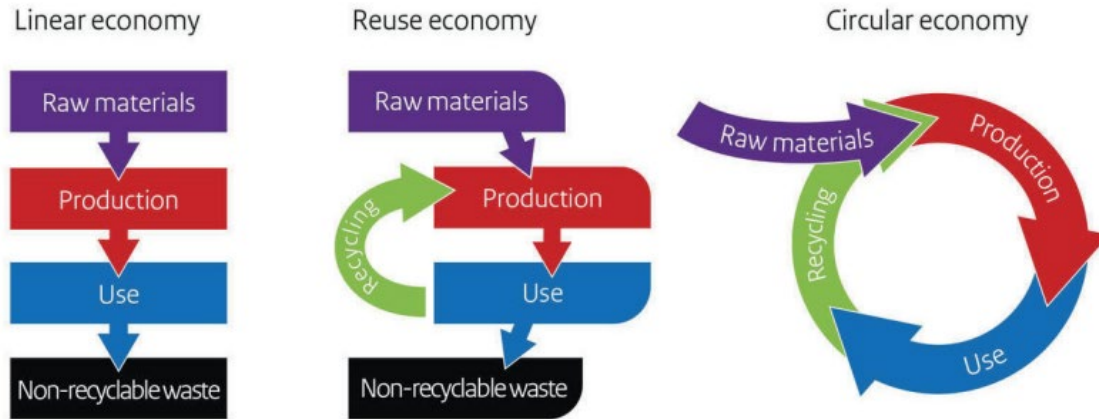 Linear economy
Raw materials
Production
Use
Non-recyclable waste
Reuse economy
Raw materials
Recycling
Production
Use
Non-recyclable waste
Circular economy
Raw materials
Production
Use
Recycling